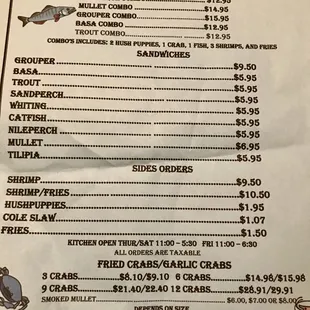 $12.95
MULLET COMBO $14.95
GROUPER COMBO $15.95
BASA COMBO $12.95
TROUT COMBO $12.95
COMBO'S INCLUDES: 2 HUSH PUPPIES, 1 CRAB, 1 FISH, 3 SHRIMPS, AND FRIES
SANDWICHES
GROUPER $9.50
BASA $5.95
TROUT $5.95
SANDPERCH $5.95
WHITING $5.95
CATFISH $5.95
NILEPERCH $5.95
MULLET $6.95
TILIPIA $5.95
SIDES ORDERS
SHRIMP $9.50
SHRIMP/FRIES $10.50
HUSHPUPPIES $1.95
COLE SLAW $1.07
FRIES $1.50
KITCHEN OPEN THUR/SAT 11:00 - 5:30 FRI 11:00 - 6:30
ALL ORDERS ARE TAXABLE
FRIED CRABS/GARLIC CRABS
3 CRABS $8.10/$9.10 6 CRABS $14.98/$15.98
9 CRABS $21.40/22.40 12 CRABS $28.91/29.91
SMOKED MULLET $6.00, $7.00 OR $8.00
DEPENDS ON SIZE